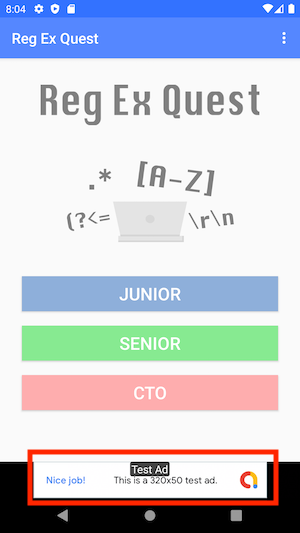 8:04
Reg Ex Quest
Reg Ex Quest
.* [A-Z]
(?<= \r\n
JUNIOR
SENIOR
CTO
Test Ad
Nice job! This is a 320x50 test ad.